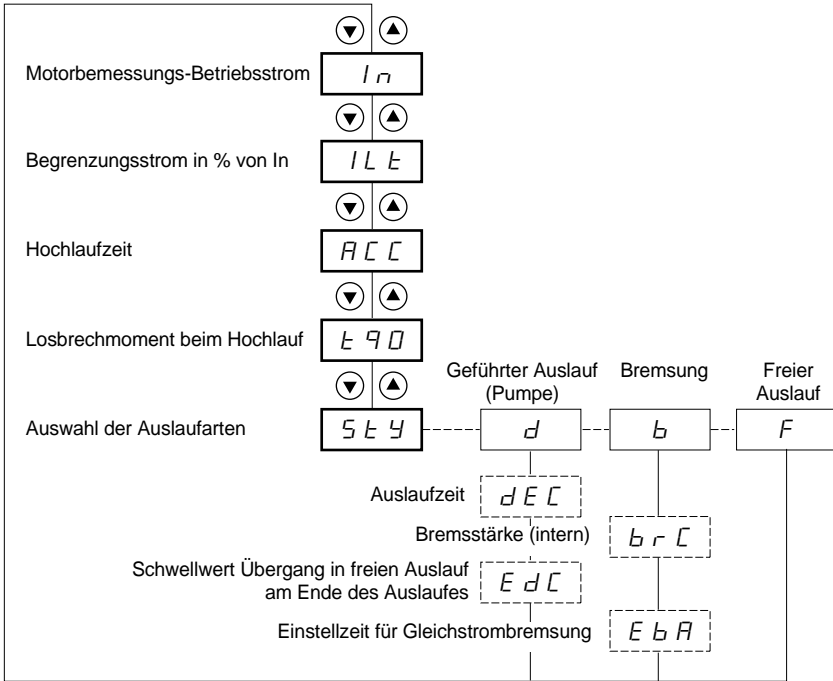 Motorbemessungs-Betriebsstrom
In
Begrenzungsstrom in % von In
ILt
Hochlaufzeit
ACC
Losbrechmoment beim Hochlauf
tq0
Auswahl der Auslaufarten
StY
Geführter Auslauf
(Pumpe)
d
Bremsung
b
Freier
Auslauf
F
Auslaufzeit
dEC
Bremsstärke (intern)
brC
Schwellwert Übergang in freien Auslauf
am Ende des Auslaufes
EdC
Einstellzeit für Gleichstrombremsung
EbA